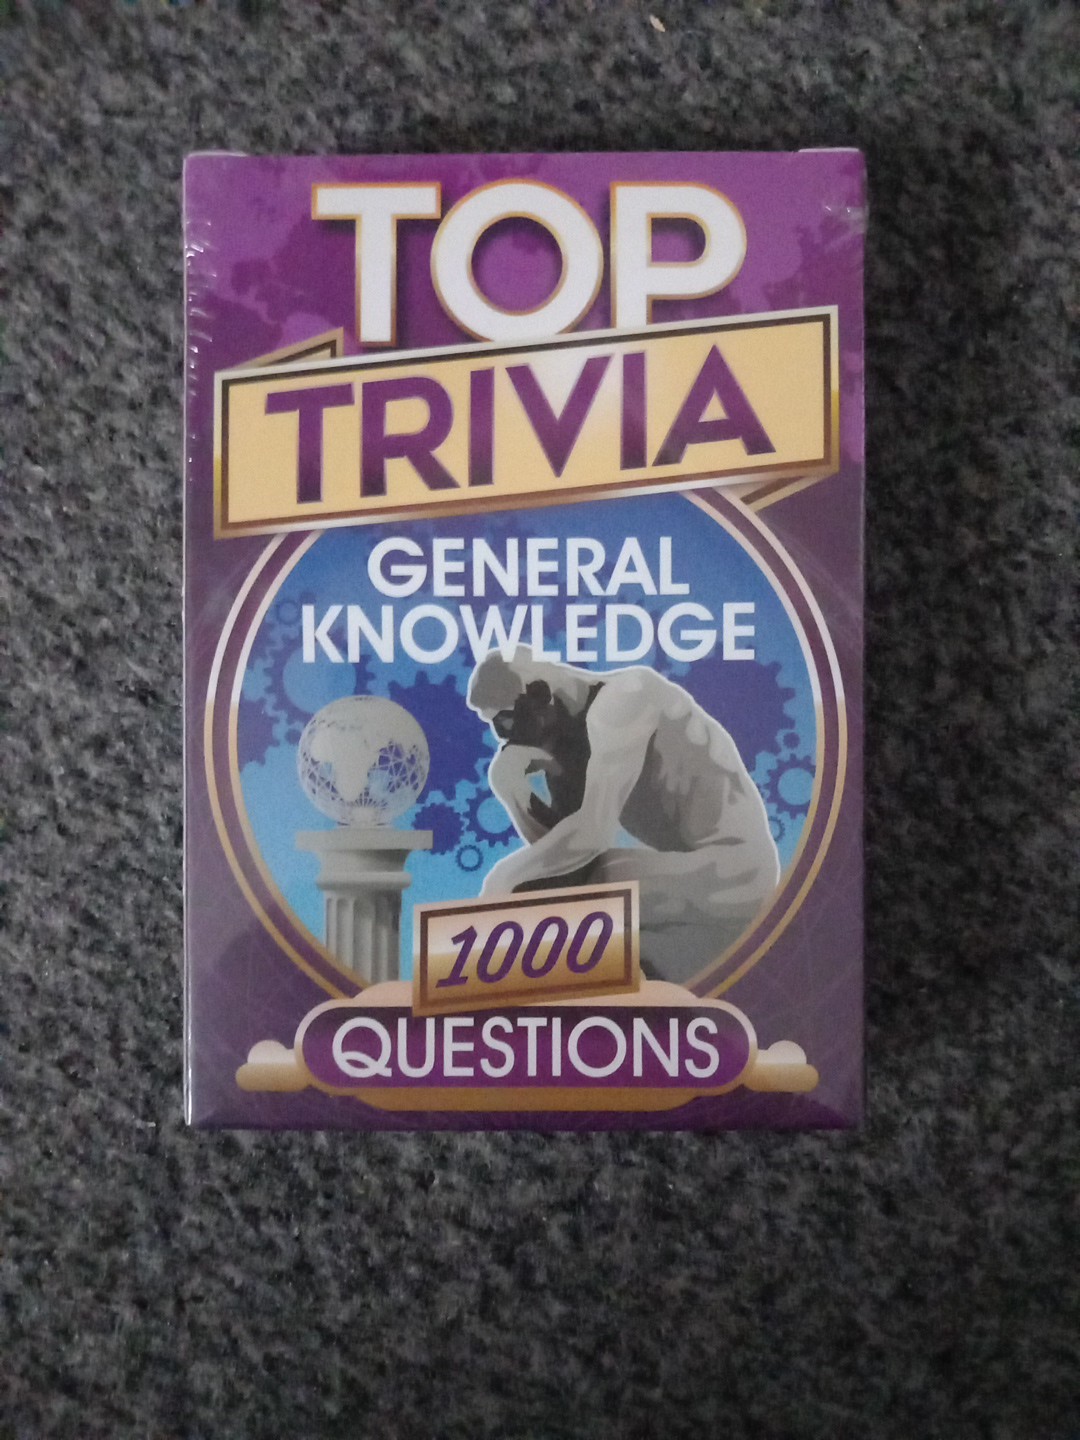 TOP
TRIVIA
GENERAL
KNOWLEDGE
1000
QUESTIONS